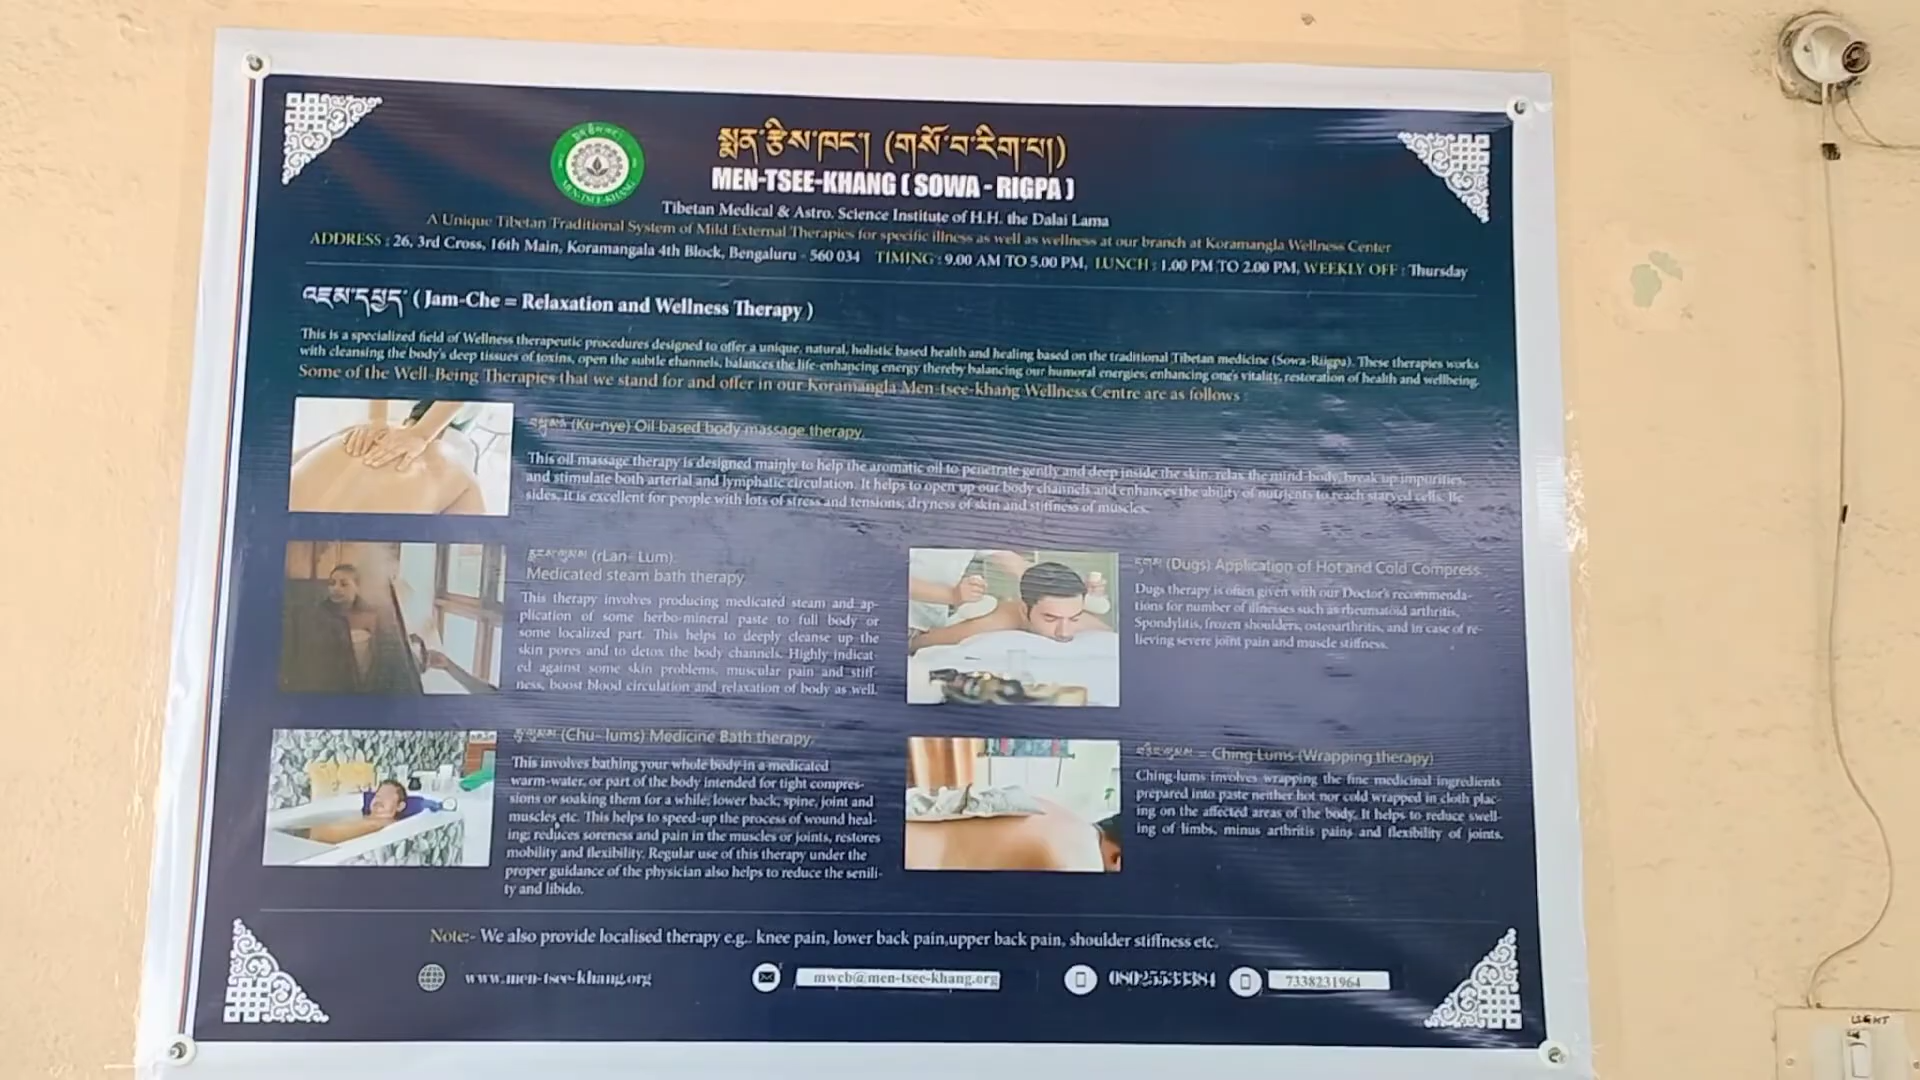 སྨན་རྩིས་ཁང་། (གསོ་བ་རིག་པ།)
MEN-TSEE-KHANG ( SOWA - RIGPA )
MEN-TSEE-KHANG
Tibetan Medical & Astro. Science Institute of H.H. the Dalai Lama
A Unique Tibetan Traditional System of Mild External Therapies for specific illness as well as wellness at our branch at Koramangla Wellness Center
ADDRESS : 26, 3rd Cross, 16th Main, Koramangala 4th Block, Bengaluru - 560 034 TIMING : 9.00 AM TO 5.00 PM, LUNCH : 1.00 PM TO 2.00 PM, WEEKLY OFF : Thursday
འཇམ་དཔྱད་ ( Jam-Che = Relaxation and Wellness Therapy )
This is a specialized field of Wellness therapeutic procedures designed to offer a unique, natural, holistic based health and healing based on the traditional Tibetan medicine (Sowa-Riigpa). These therapies works
with cleansing the body's deep tissues of toxins, open the subtle channels, balances the life-enhancing energy thereby balancing our humoral energies; enhancing one's vitality, restoration of health and wellbeing.
Some of the Well-Being Therapies that we stand for and offer in our Koramangla Men-tsee-khang Wellness Centre are as follows
(Ku-nye) Oil based body massage therapy.
This oil massage therapy is designed mainly to help the aromatic oil to penetrate gently and deep inside the skin, relax the mind-body, break up impurities,
and stimulate both arterial and lymphatic circulation. It helps to open up our body channels and enhances the ability of nutrients to reach starved cells. Be
sides, it is excellent for people with lots of stress and tensions; dryness of skin and stiffness of muscles.
(rLan- Lum).
Medicated steam bath therapy.
This therapy involves producing medicated steam and ap-
plication of some herbo-mineral paste to full body or
some localized part. This helps to deeply cleanse up the
skin pores and to detox the body channels. Highly indicat-
ed against some skin problems, muscular pain and stiff-
ness, boost blood circulation and relaxation of body as well.
(Dugs) Application of Hot and Cold Compress.
Dugs therapy is often given with our Doctor's recommenda-
tions for number of illnesses such as rheumatoid arthritis,
Spondylitis, frozen shoulders, osteoarthritis, and in case of re-
lieving severe joint pain and muscle stiffness.
(Chu- lums) Medicine Bath therapy.
This involves bathing your whole body in a medicated
warm-water, or part of the body intended for tight compres-
sions or soaking them for a while; lower back, spine, joint and
muscles etc. This helps to speed-up the process of wound heal-
ing; reduces soreness and pain in the muscles or joints, restores
mobility and flexibility. Regular use of this therapy under the
proper guidance of the physician also helps to reduce the senili-
ty and libido.
= Ching-Lums (Wrapping therapy)
Ching-lums involves wrapping the fine medicinal ingredients
prepared into paste neither hot nor cold wrapped in cloth plac-
ing on the affected areas of the body. It helps to reduce swell-
ing of limbs, minus arthritis pains and flexibility of joints.
Note:- We also provide localised therapy e.g.. knee pain, lower back pain,upper back pain, shoulder stiffness etc.
www.men-tsee-khang.org
mwcb@men-tsee-khang.org
08025533384
7338231964
LIGHT